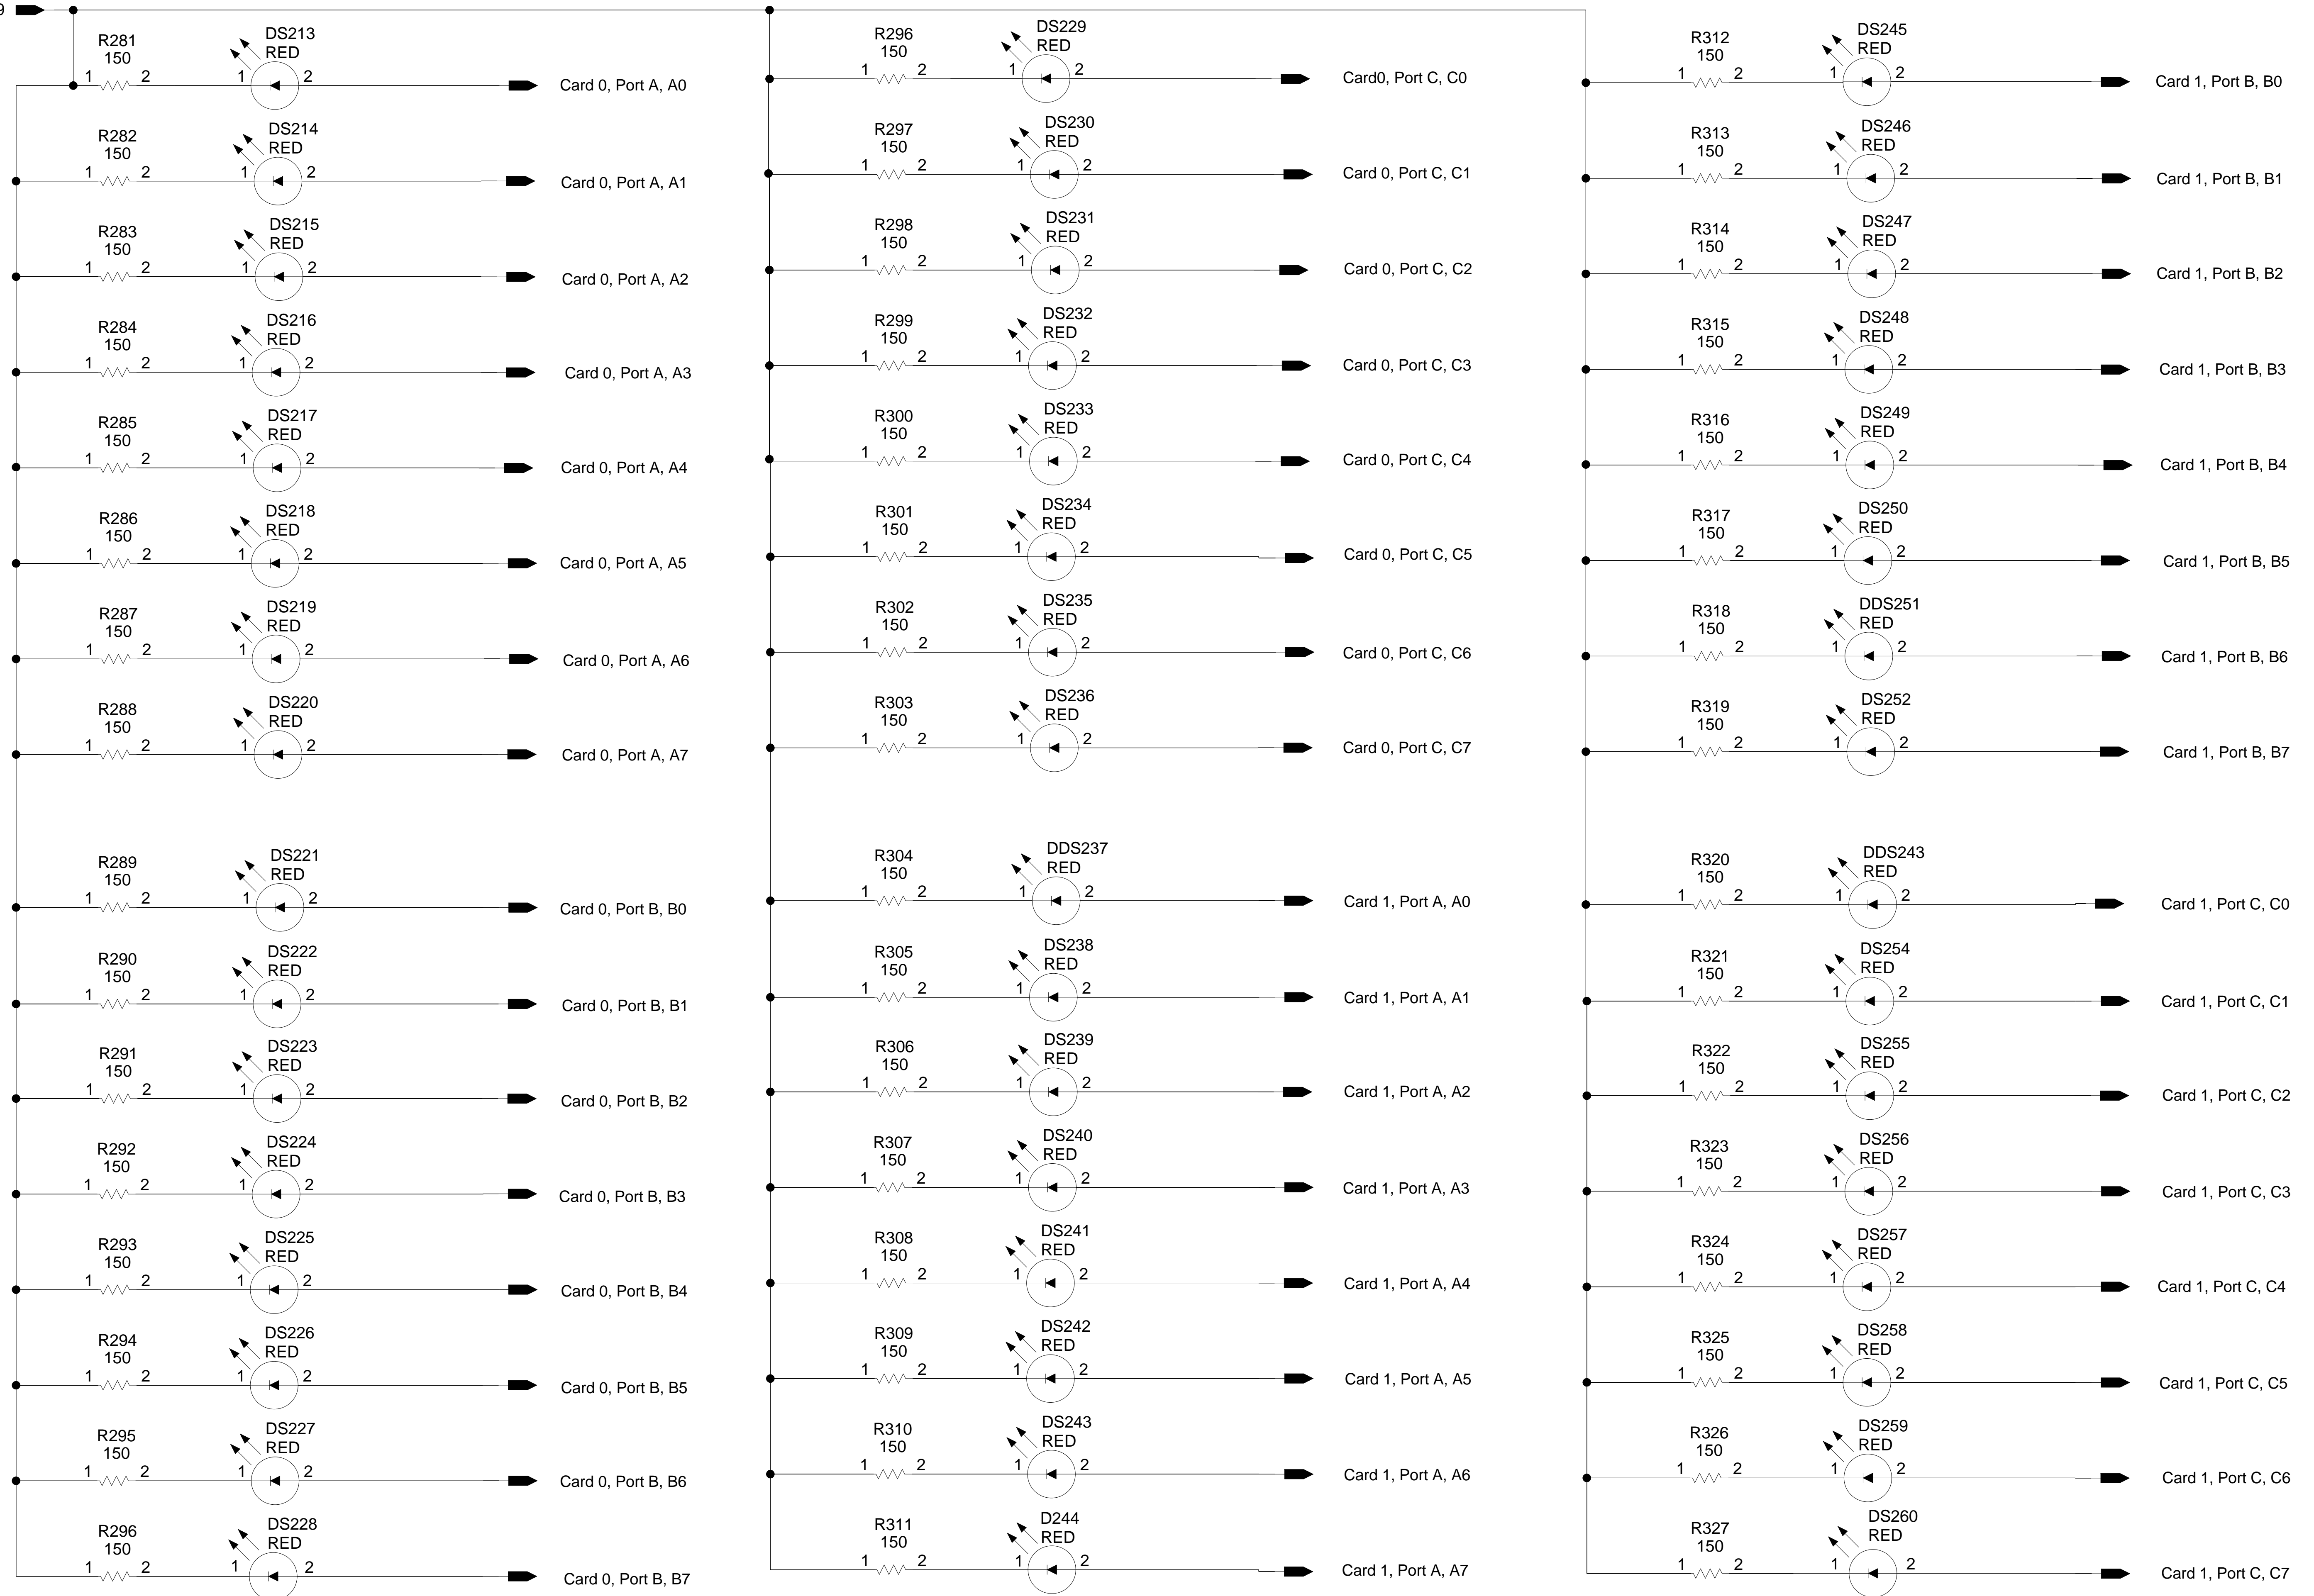 9
R281
150
1 2
DS213
RED
1 2
Card 0, Port A, A0
R282
150
1 2
DS214
RED
1 2
Card 0, Port A, A1
R283
150
1 2
DS215
RED
1 2
Card 0, Port A, A2
R284
150
1 2
DS216
RED
1 2
Card 0, Port A, A3
R285
150
1 2
DS217
RED
1 2
Card 0, Port A, A4
R286
150
1 2
DS218
RED
1 2
Card 0, Port A, A5
R287
150
1 2
DS219
RED
1 2
Card 0, Port A, A6
R288
150
1 2
DS220
RED
1 2
Card 0, Port A, A7
R289
150
1 2
DS221
RED
1 2
Card 0, Port B, B0
R290
150
1 2
DS222
RED
1 2
Card 0, Port B, B1
R291
150
1 2
DS223
RED
1 2
Card 0, Port B, B2
R292
150
1 2
DS224
RED
1 2
Card 0, Port B, B3
R293
150
1 2
DS225
RED
1 2
Card 0, Port B, B4
R294
150
1 2
DS226
RED
1 2
Card 0, Port B, B5
R295
150
1 2
DS227
RED
1 2
Card 0, Port B, B6
R296
150
1 2
DS228
RED
1 2
Card 0, Port B, B7
R296
150
1 2
DS229
RED
1 2
Card0, Port C, C0
R297
150
1 2
DS230
RED
1 2
Card 0, Port C, C1
R298
150
1 2
DS231
RED
1 2
Card 0, Port C, C2
R299
150
1 2
DS232
RED
1 2
Card 0, Port C, C3
R300
150
1 2
DS233
RED
1 2
Card 0, Port C, C4
R301
150
1 2
DS234
RED
1 2
Card 0, Port C, C5
R302
150
1 2
DS235
RED
1 2
Card 0, Port C, C6
R303
150
1 2
DS236
RED
1 2
Card 0, Port C, C7
R304
150
1 2
DDS237
RED
1 2
Card 1, Port A, A0
R305
150
1 2
DS238
RED
1 2
Card 1, Port A, A1
R306
150
1 2
DS239
RED
1 2
Card 1, Port A, A2
R307
150
1 2
DS240
RED
1 2
Card 1, Port A, A3
R308
150
1 2
DS241
RED
1 2
Card 1, Port A, A4
R309
150
1 2
DS242
RED
1 2
Card 1, Port A, A5
R310
150
1 2
DS243
RED
1 2
Card 1, Port A, A6
R311
150
1 2
D244
RED
1 2
Card 1, Port A, A7
R312
150
1 2
DS245
RED
1 2
Card 1, Port B, B0
R313
150
1 2
DS246
RED
1 2
Card 1, Port B, B1
R314
150
1 2
DS247
RED
1 2
Card 1, Port B, B2
R315
150
1 2
DS248
RED
1 2
Card 1, Port B, B3
R316
150
1 2
DS249
RED
1 2
Card 1, Port B, B4
R317
150
1 2
DS250
RED
1 2
Card 1, Port B, B5
R318
150
1 2
DDS251
RED
1 2
Card 1, Port B, B6
R319
150
1 2
DS252
RED
1 2
Card 1, Port B, B7
R320
150
1 2
DDS243
RED
1 2
Card 1, Port C, C0
R321
150
1 2
DS254
RED
1 2
Card 1, Port C, C1
R322
150
1 2
DS255
RED
1 2
Card 1, Port C, C2
R323
150
1 2
DS256
RED
1 2
Card 1, Port C, C3
R324
150
1 2
DS257
RED
1 2
Card 1, Port C, C4
R325
150
1 2
DS258
RED
1 2
Card 1, Port C, C5
R326
150
1 2
DS259
RED
1 2
Card 1, Port C, C6
R327
150
1 2
DS260
RED
1 2
Card 1, Port C, C7